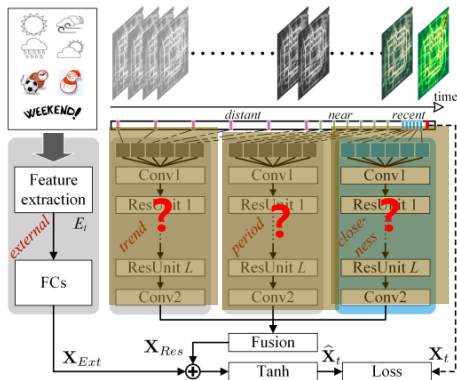 WEEKEND!
time
distant near recent
Feature
extraction
external
E_t
FCs
Conv1
ResUnit 1
?
trend
ResUnit L
Conv2
Conv1
ResUnit 1
?
period
ResUnit L
Conv2
Conv1
ResUnit 1
?
close-
ness
ResUnit L
Conv2
X_Res
Fusion
X_Ext
+
Tanh
X̂_t
Loss
X_t